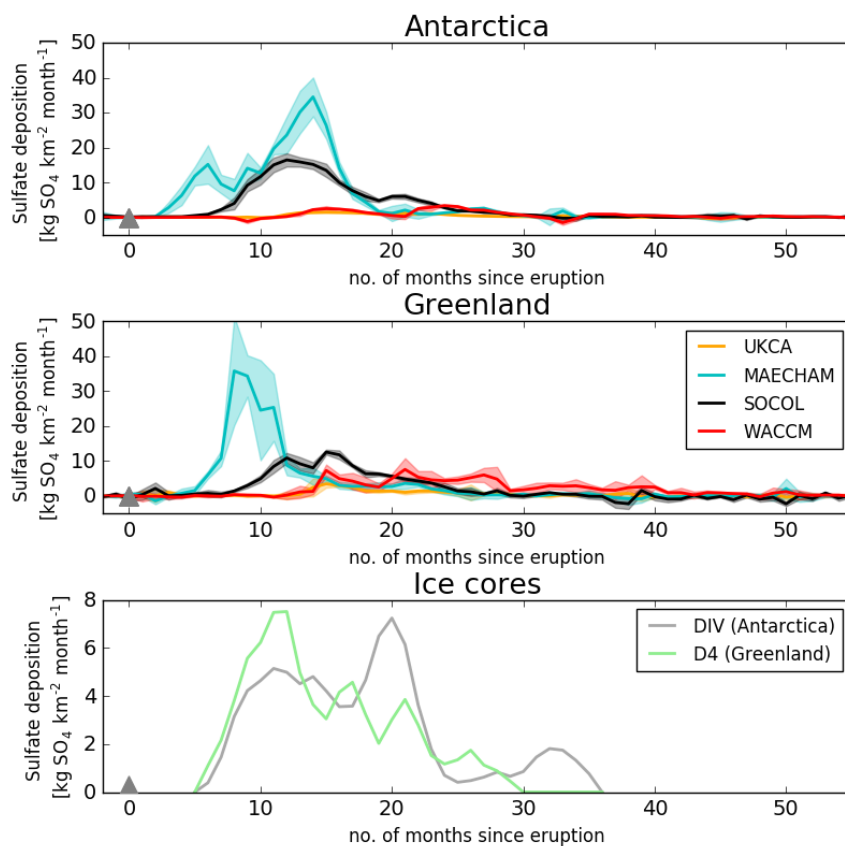 Antarctica
50
40
30
20
10
0
Sulfate deposition
[kg SO₄ km⁻² month⁻¹]
0 10 20 30 40 50
no. of months since eruption
Greenland
50
40
30
20
10
0
Sulfate deposition
[kg SO₄ km⁻² month⁻¹]
UKCA
MAECHAM
SOCOL
WACCM
0 10 20 30 40 50
no. of months since eruption
Ice cores
8
6
4
2
0
Sulfate deposition
[kg SO₄ km⁻² month⁻¹]
DIV (Antarctica)
D4 (Greenland)
0 10 20 30 40 50
no. of months since eruption